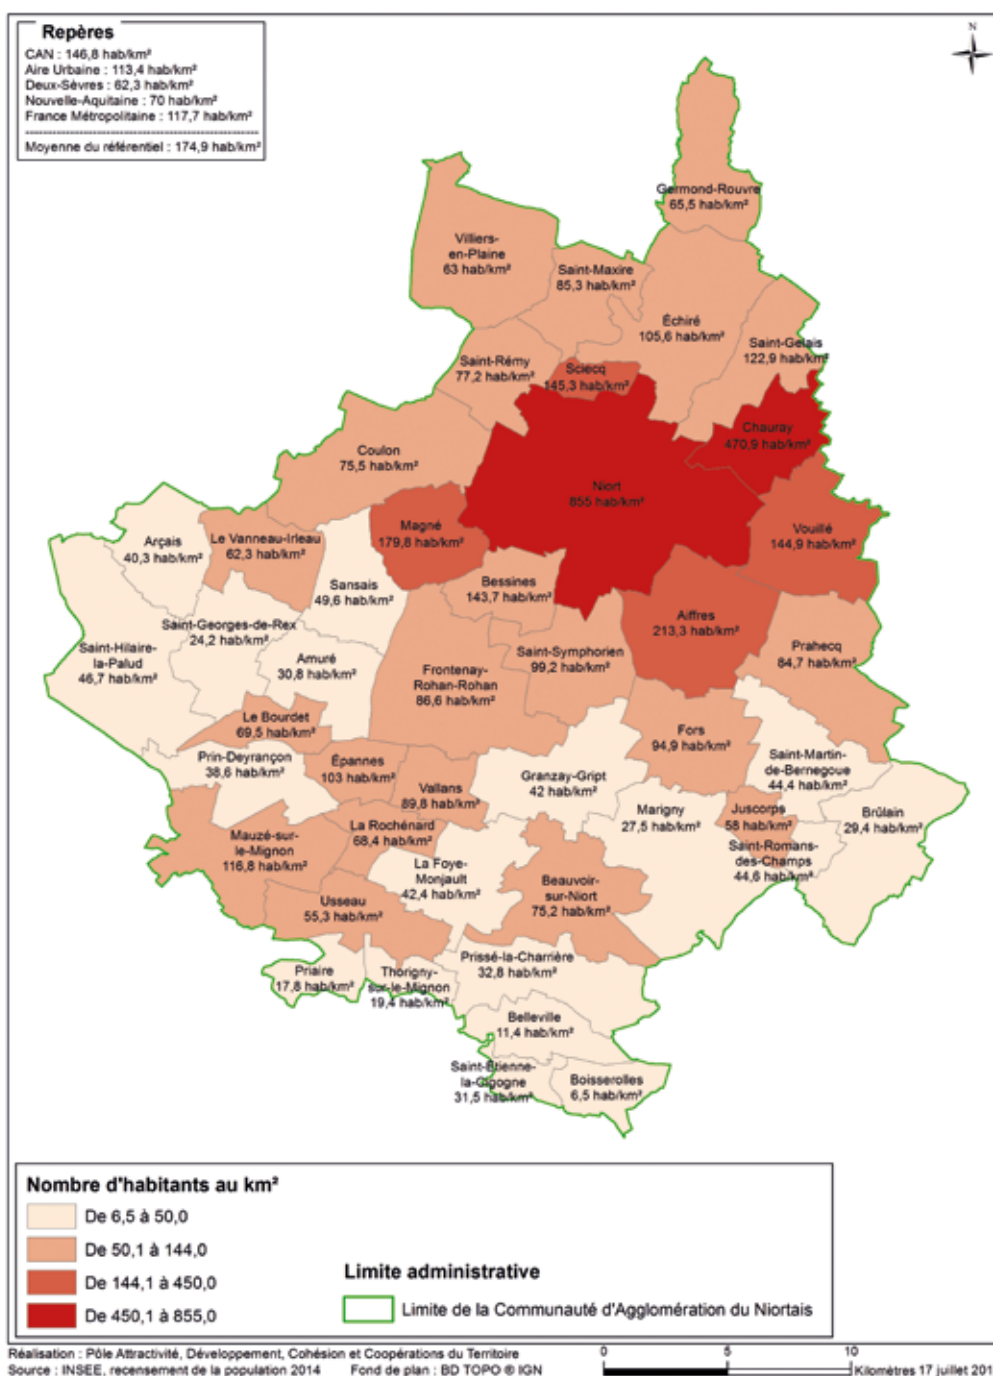 Repères
CAN : 146,8 hab/km²
Aire Urbaine : 113,4 hab/km²
Deux-Sèvres : 62,3 hab/km²
Nouvelle-Aquitaine : 70 hab/km²
France Métropolitaine : 117,7 hab/km²
Moyenne du référentiel : 174,9 hab/km²
N
Germond-Rouvre
65,5 hab/km²
Villiers-
en-Plaine
63 hab/km²
Saint-Maxire
85,3 hab/km²
Échiré
105,6 hab/km²
Saint-Gelais
122,9 hab/km²
Saint-Rémy
77,2 hab/km²
Sciecq
145,3 hab/km²
Chauray
470,9 hab/km²
Coulon
75,5 hab/km²
Niort
855 hab/km²
Magné
179,8 hab/km²
Vouillé
144,9 hab/km²
Arçais
40,3 hab/km²
Le Vanneau-Irleau
62,3 hab/km²
Sansais
49,6 hab/km²
Bessines
143,7 hab/km²
Aiffres
213,3 hab/km²
Saint-Georges-de-Rex
24,2 hab/km²
Saint-Hilaire-
la-Palud
46,7 hab/km²
Amuré
30,8 hab/km²
Frontenay-
Rohan-Rohan
86,6 hab/km²
Saint-Symphorien
99,2 hab/km²
Prahecq
84,7 hab/km²
Le Bourdet
69,5 hab/km²
Fors
94,9 hab/km²
Prin-Deyrançon
38,6 hab/km²
Épannes
103 hab/km²
Vallans
89,8 hab/km²
Granzay-Gript
42 hab/km²
Saint-Martin-
de-Bernegoue
44,4 hab/km²
Marigny
27,5 hab/km²
Juscorps
58 hab/km²
Brûlain
29,4 hab/km²
Mauzé-sur-
le-Mignon
116,8 hab/km²
La Rochénard
68,4 hab/km²
La Foye-
Monjault
42,4 hab/km²
Saint-Romans-
des-Champs
44,6 hab/km²
Beauvoir-
sur-Niort
75,2 hab/km²
Usseau
55,3 hab/km²
Prissé-la-Charrière
32,8 hab/km²
Priaire
17,8 hab/km²
Thorigny-
sur-le-Mignon
19,4 hab/km²
Belleville
11,4 hab/km²
Saint-Étienne-
la-Cigogne
31,5 hab/km²
Boisserolles
6,5 hab/km²
Nombre d'habitants au km²
De 6,5 à 50,0
De 50,1 à 144,0
De 144,1 à 450,0
De 450,1 à 855,0
Limite administrative
Limite de la Communauté d'Agglomération du Niortais
Réalisation : Pôle Attractivité, Développement, Cohésion et Coopérations du Territoire
Source : INSEE, recensement de la population 2014 Fond de plan : BD TOPO ® IGN
0 5 10
Kilomètres 17 juillet 201